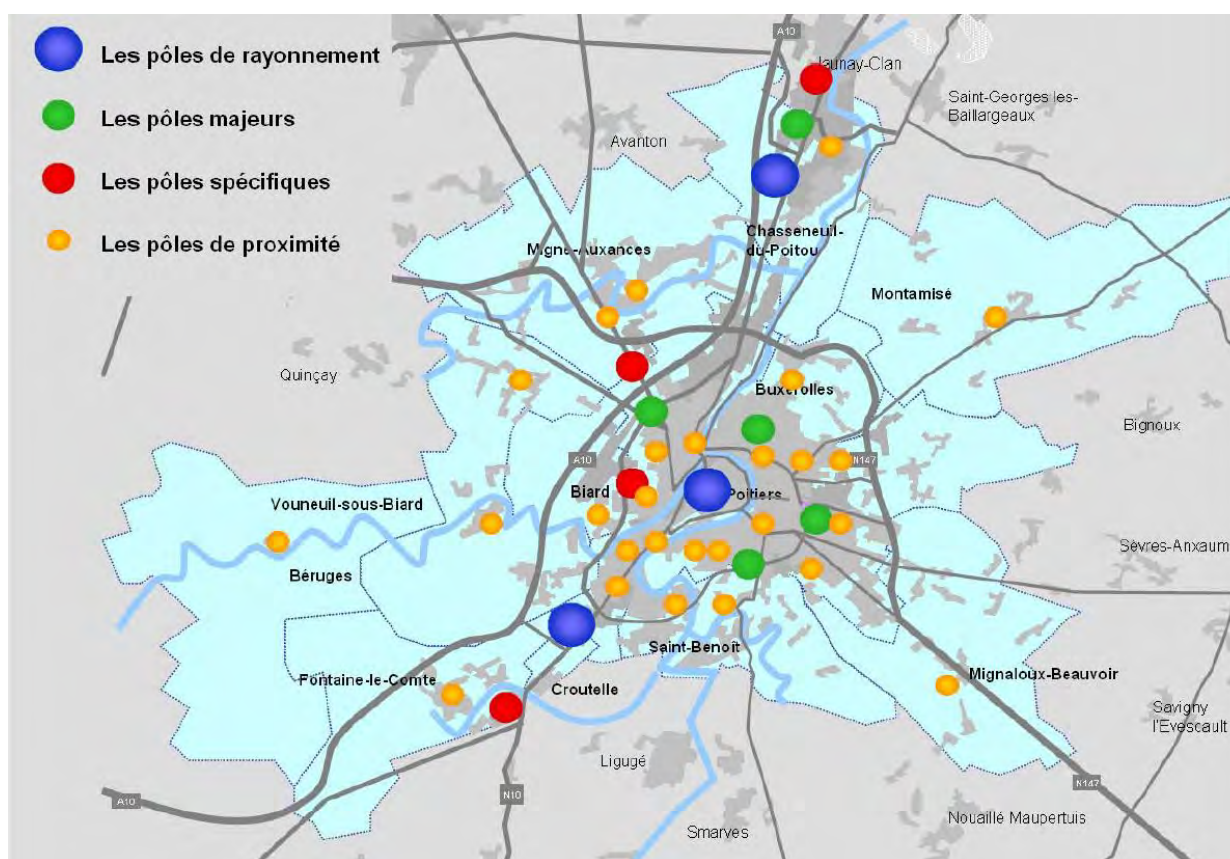 Les pôles de rayonnement
Les pôles majeurs
Les pôles spécifiques
Les pôles de proximité
A10
Jaunay-Clan
Saint-Georges les-
Baillargeaux
Avanton
Chasseneuil-
du-Poitou
Migné-Auxances
Montamisé
Quinçay
Buxerolles
Bignoux
A10
N147
Biard
Poitiers
Vouneuil-sous-Biard
Sèvres-Anxaum
Béruges
Saint-Benoît
Fontaine-le-Comte
Croutelle
Mignaloux-Beauvoir
Savigny
l'Evescault
Ligugé
A10
N10
N147
Nouaillé Maupertuis
Smarves